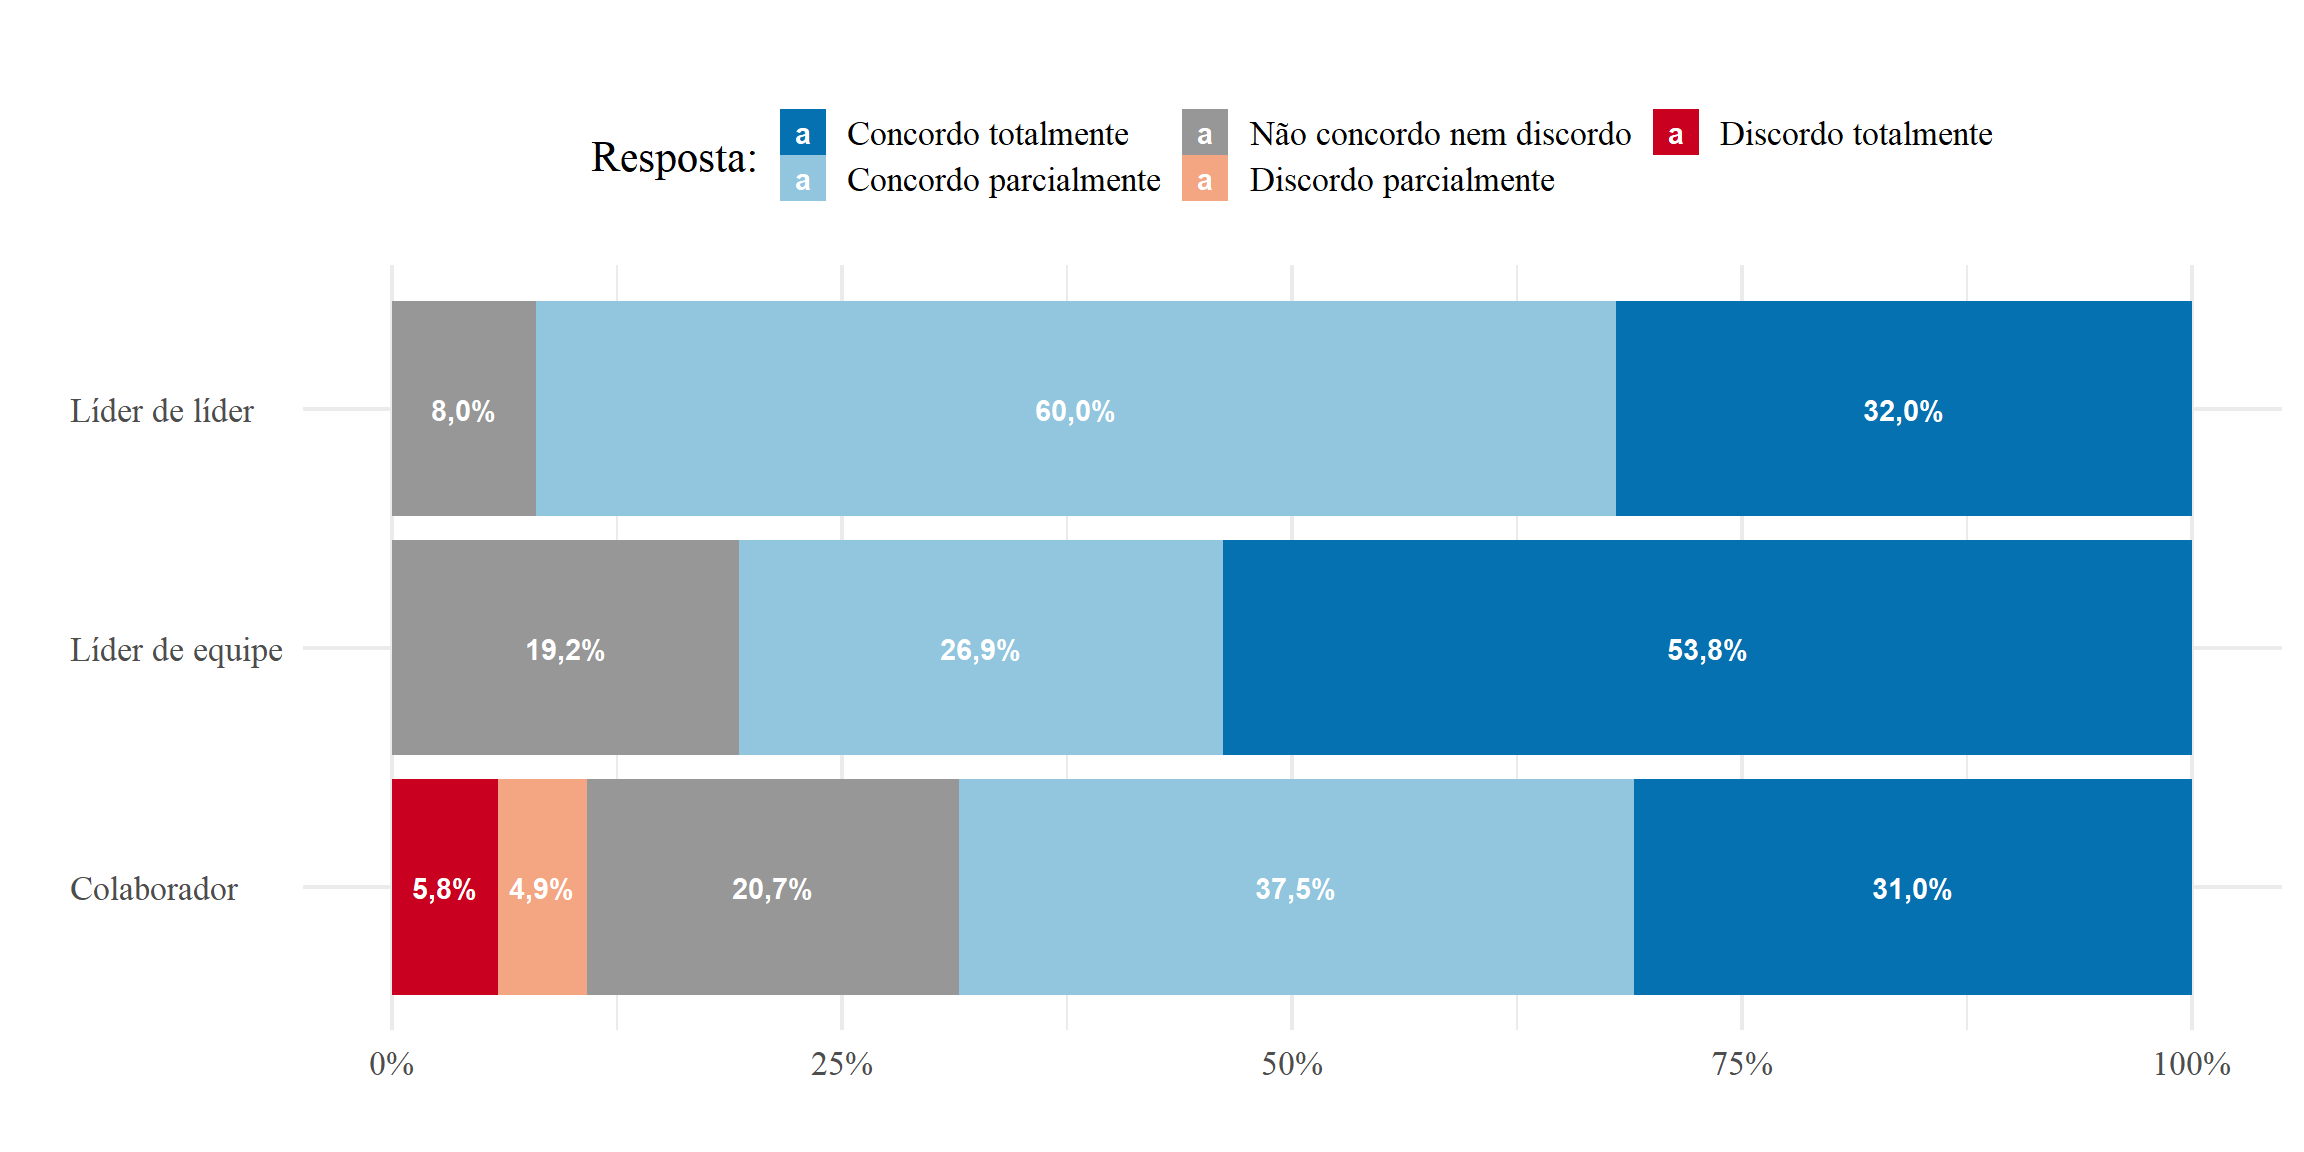 Resposta:
a Concordo totalmente
a Concordo parcialmente
a Não concordo nem discordo
a Discordo parcialmente
a Discordo totalmente
Líder de líder
8,0% 60,0% 32,0%
Líder de equipe
19,2% 26,9% 53,8%
Colaborador
5,8% 4,9% 20,7% 37,5% 31,0%
0% 25% 50% 75% 100%